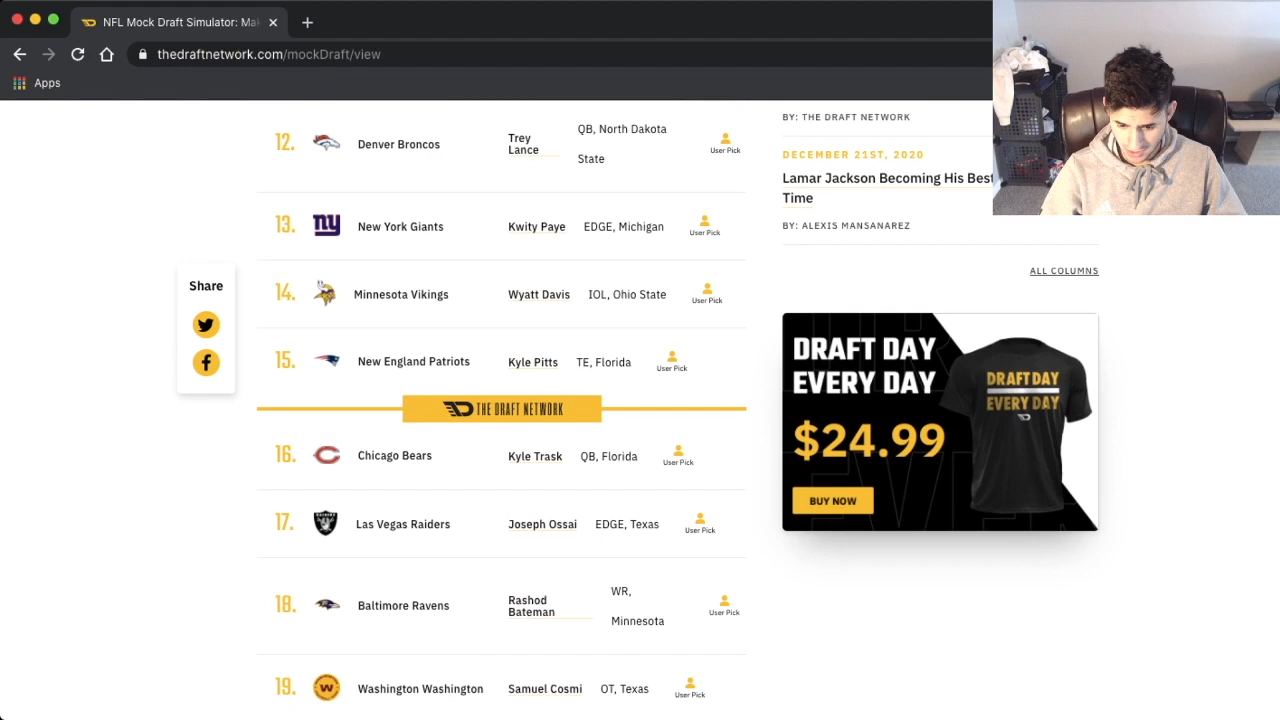 NFL Mock Draft Simulator: Mak
thedraftnetwork.com/mockDraft/view
Apps
Share
12. Denver Broncos Trey Lance QB, North Dakota State User Pick
13. New York Giants Kwity Paye EDGE, Michigan User Pick
14. Minnesota Vikings Wyatt Davis IOL, Ohio State User Pick
15. New England Patriots Kyle Pitts TE, Florida User Pick
THE DRAFT NETWORK
16. Chicago Bears Kyle Trask QB, Florida User Pick
17. Las Vegas Raiders Joseph Ossai EDGE, Texas User Pick
18. Baltimore Ravens Rashod Bateman WR, Minnesota User Pick
19. Washington Washington Samuel Cosmi OT, Texas User Pick
BY: THE DRAFT NETWORK
DECEMBER 21ST, 2020
Lamar Jackson Becoming His Best
Time
BY: ALEXIS MANSANAREZ
ALL COLUMNS
DRAFT DAY
EVERY DAY
$24.99
BUY NOW
DRAFT DAY
EVERY DAY